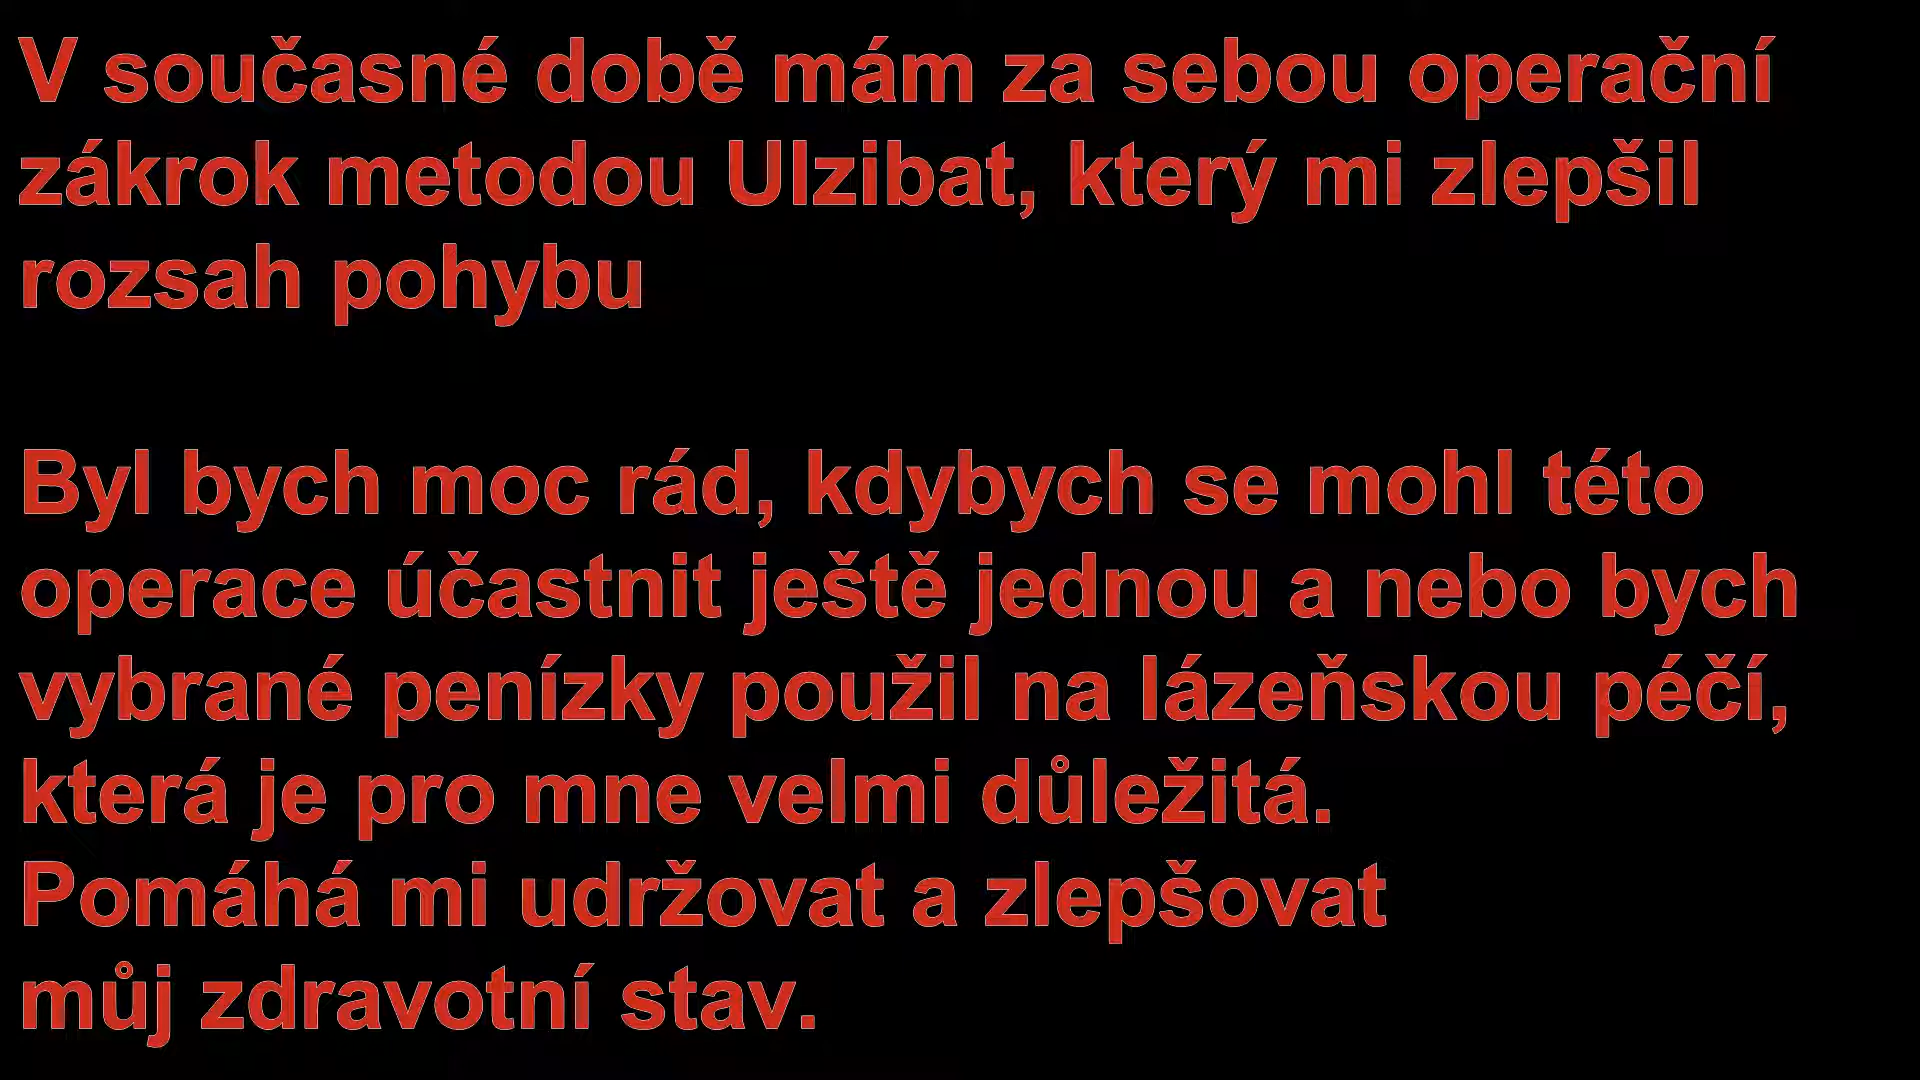 V současné době mám za sebou operační
zákrok metodou Ulzibat, který mi zlepšil
rozsah pohybu
Byl bych moc rád, kdybych se mohl této
operace účastnit ještě jednou a nebo bych
vybrané penízky použil na lázeňskou péčí,
která je pro mne velmi důležitá.
Pomáhá mi udržovat a zlepšovat
můj zdravotní stav.